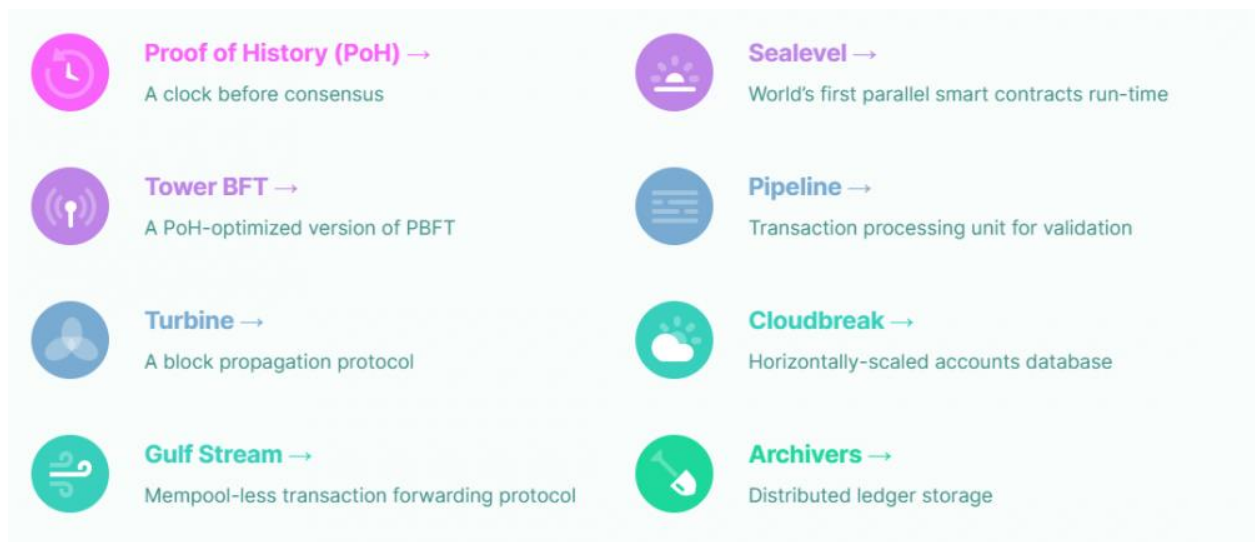 Proof of History (PoH) →
A clock before consensus
Tower BFT →
A PoH-optimized version of PBFT
Turbine →
A block propagation protocol
Gulf Stream →
Mempool-less transaction forwarding protocol
Sealevel →
World's first parallel smart contracts run-time
Pipeline →
Transaction processing unit for validation
Cloudbreak →
Horizontally-scaled accounts database
Archivers →
Distributed ledger storage